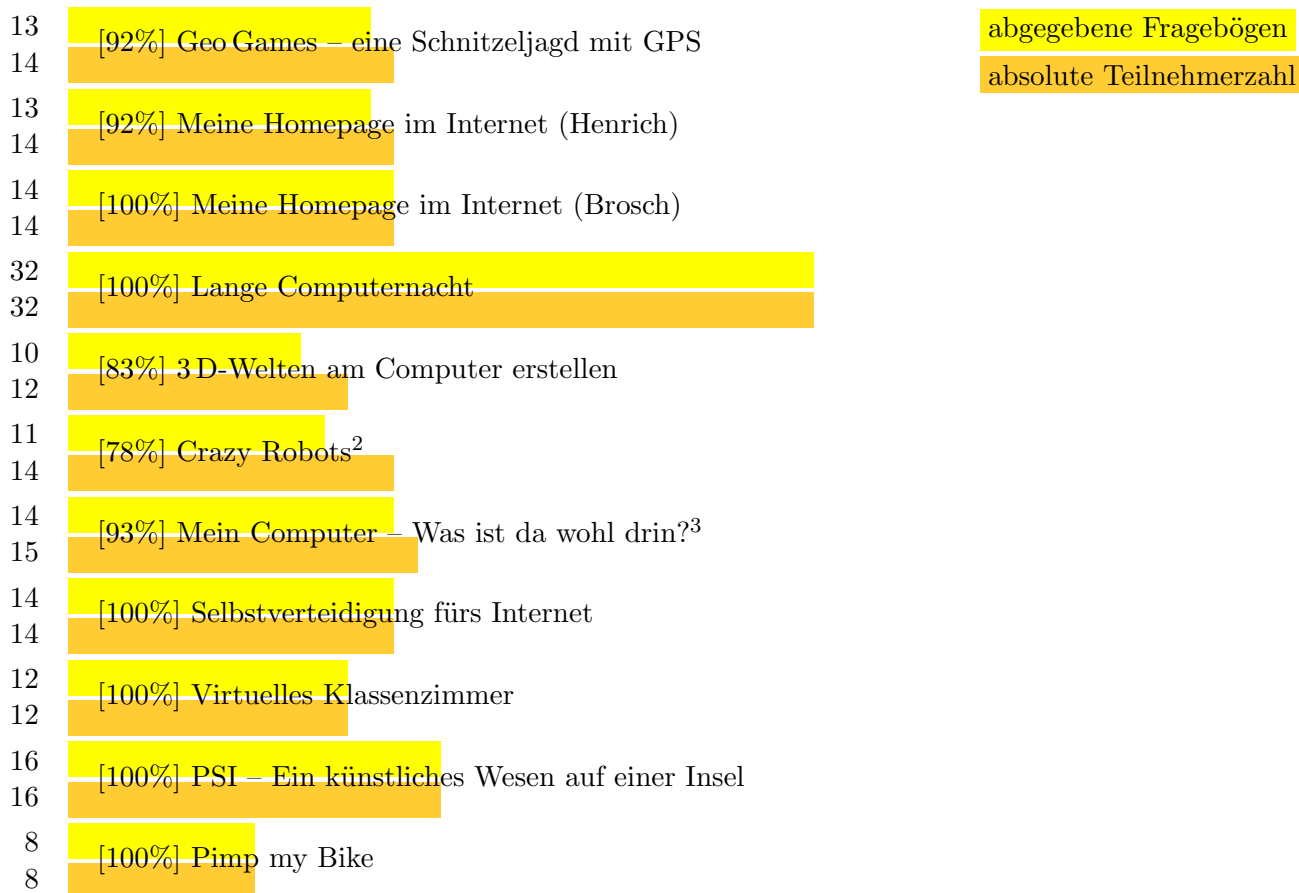 13
[92%] Geo Games – eine Schnitzeljagd mit GPS
14
abgegebene Fragebögen
absolute Teilnehmerzahl
13
[92%] Meine Homepage im Internet (Henrich)
14
14
[100%] Meine Homepage im Internet (Brosch)
14
32
[100%] Lange Computernacht
32
10
[83%] 3D-Welten am Computer erstellen
12
11
[78%] Crazy Robots²
14
14
[93%] Mein Computer – Was ist da wohl drin?³
15
14
[100%] Selbstverteidigung fürs Internet
14
12
[100%] Virtuelles Klassenzimmer
12
16
[100%] PSI – Ein künstliches Wesen auf einer Insel
16
8
[100%] Pimp my Bike
8